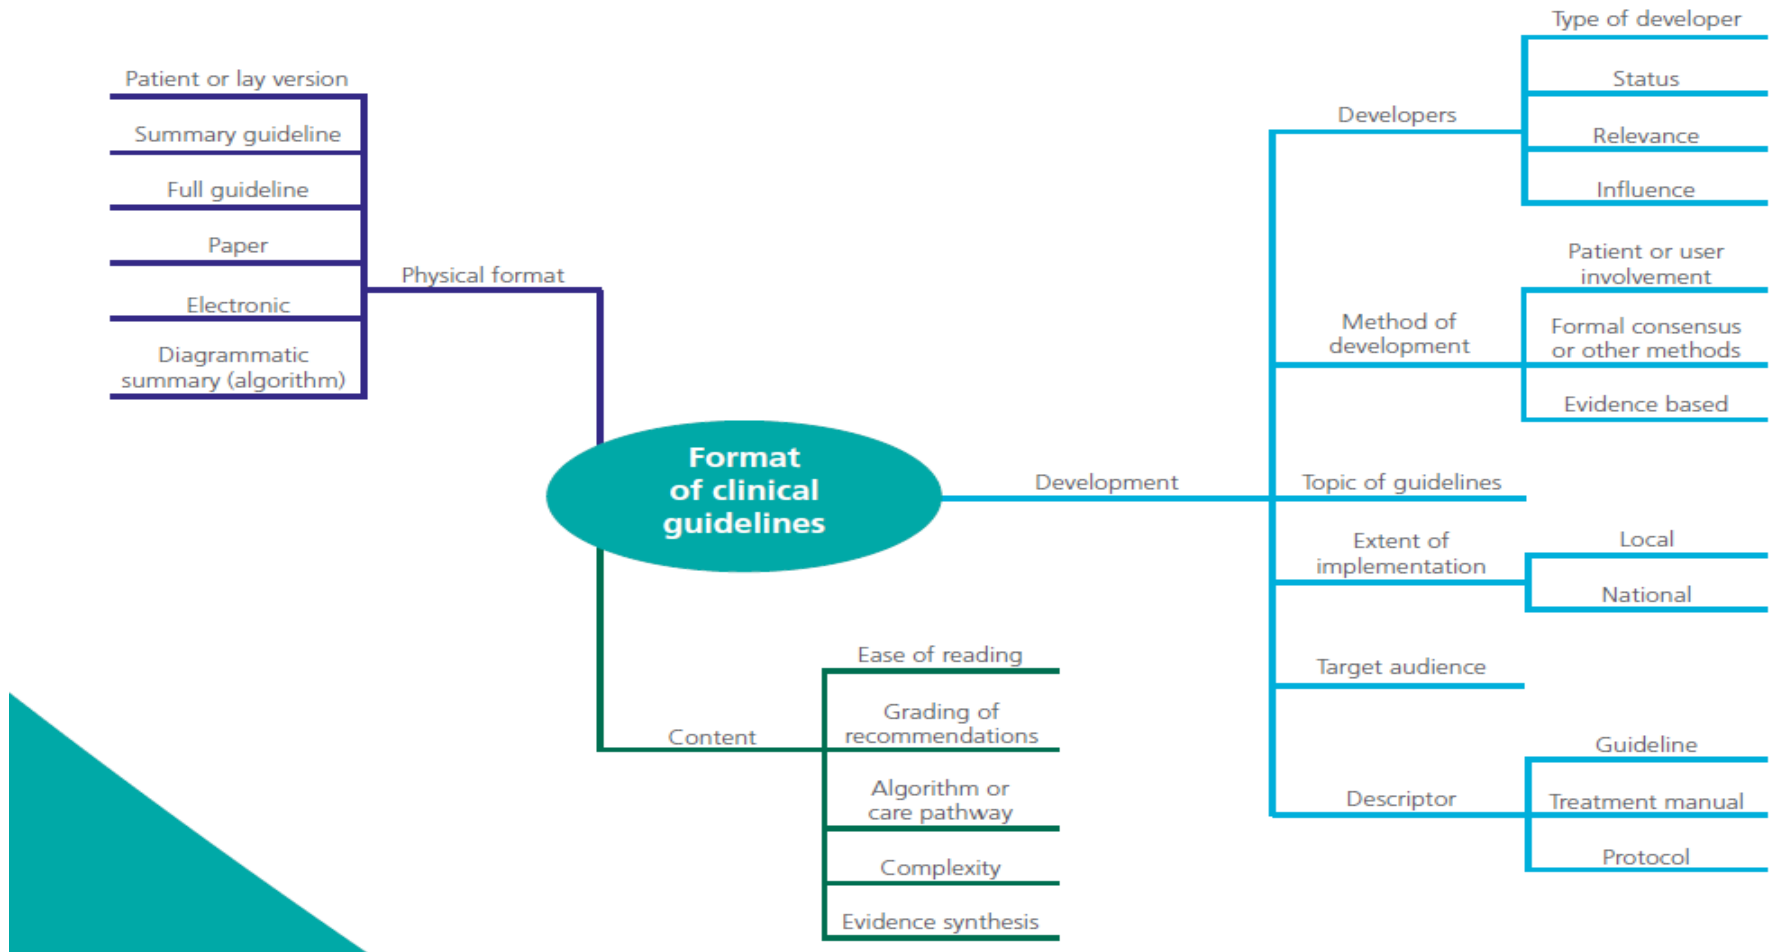 Patient or lay version
Summary guideline
Full guideline
Paper
Electronic
Diagrammatic
summary (algorithm)
Physical format
Format
of clinical
guidelines
Content
Ease of reading
Grading of
recommendations
Algorithm or
care pathway
Complexity
Evidence synthesis
Development
Developers
Type of developer
Status
Relevance
Influence
Method of
development
Patient or user
involvement
Formal consensus
or other methods
Evidence based
Topic of guidelines
Extent of
implementation
Local
National
Target audience
Descriptor
Guideline
Treatment manual
Protocol